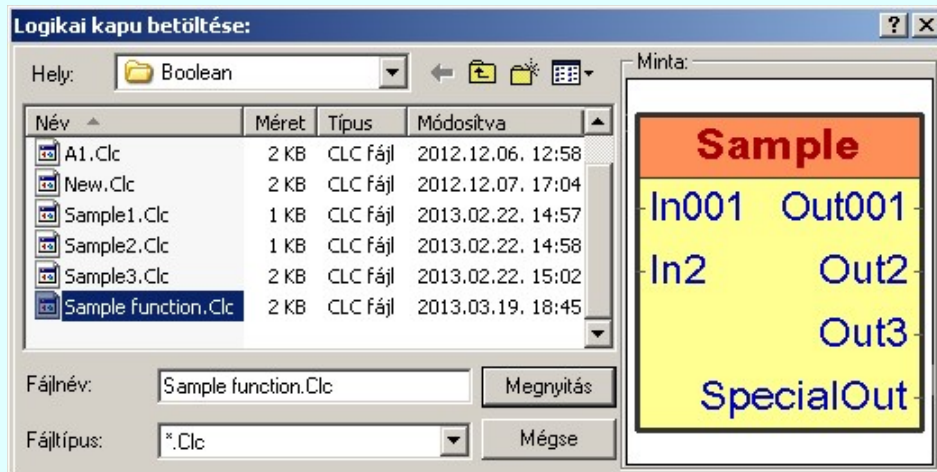 Logikai kapu betöltése:
Hely: Boolean
Név Méret Típus Módosítva
A1.Clc 2 KB CLC fájl 2012.12.06. 12:58
New.Clc 2 KB CLC fájl 2012.12.07. 17:04
Sample1.Clc 1 KB CLC fájl 2013.02.22. 14:57
Sample2.Clc 1 KB CLC fájl 2013.02.22. 14:58
Sample3.Clc 2 KB CLC fájl 2013.02.22. 15:02
Sample function.Clc 2 KB CLC fájl 2013.03.19. 18:45
Fájlnév: Sample function.Clc Megnyitás
Fájltípus: *.Clc Mégse
Minta:
Sample
In001 Out001
In2 Out2
Out3
SpecialOut